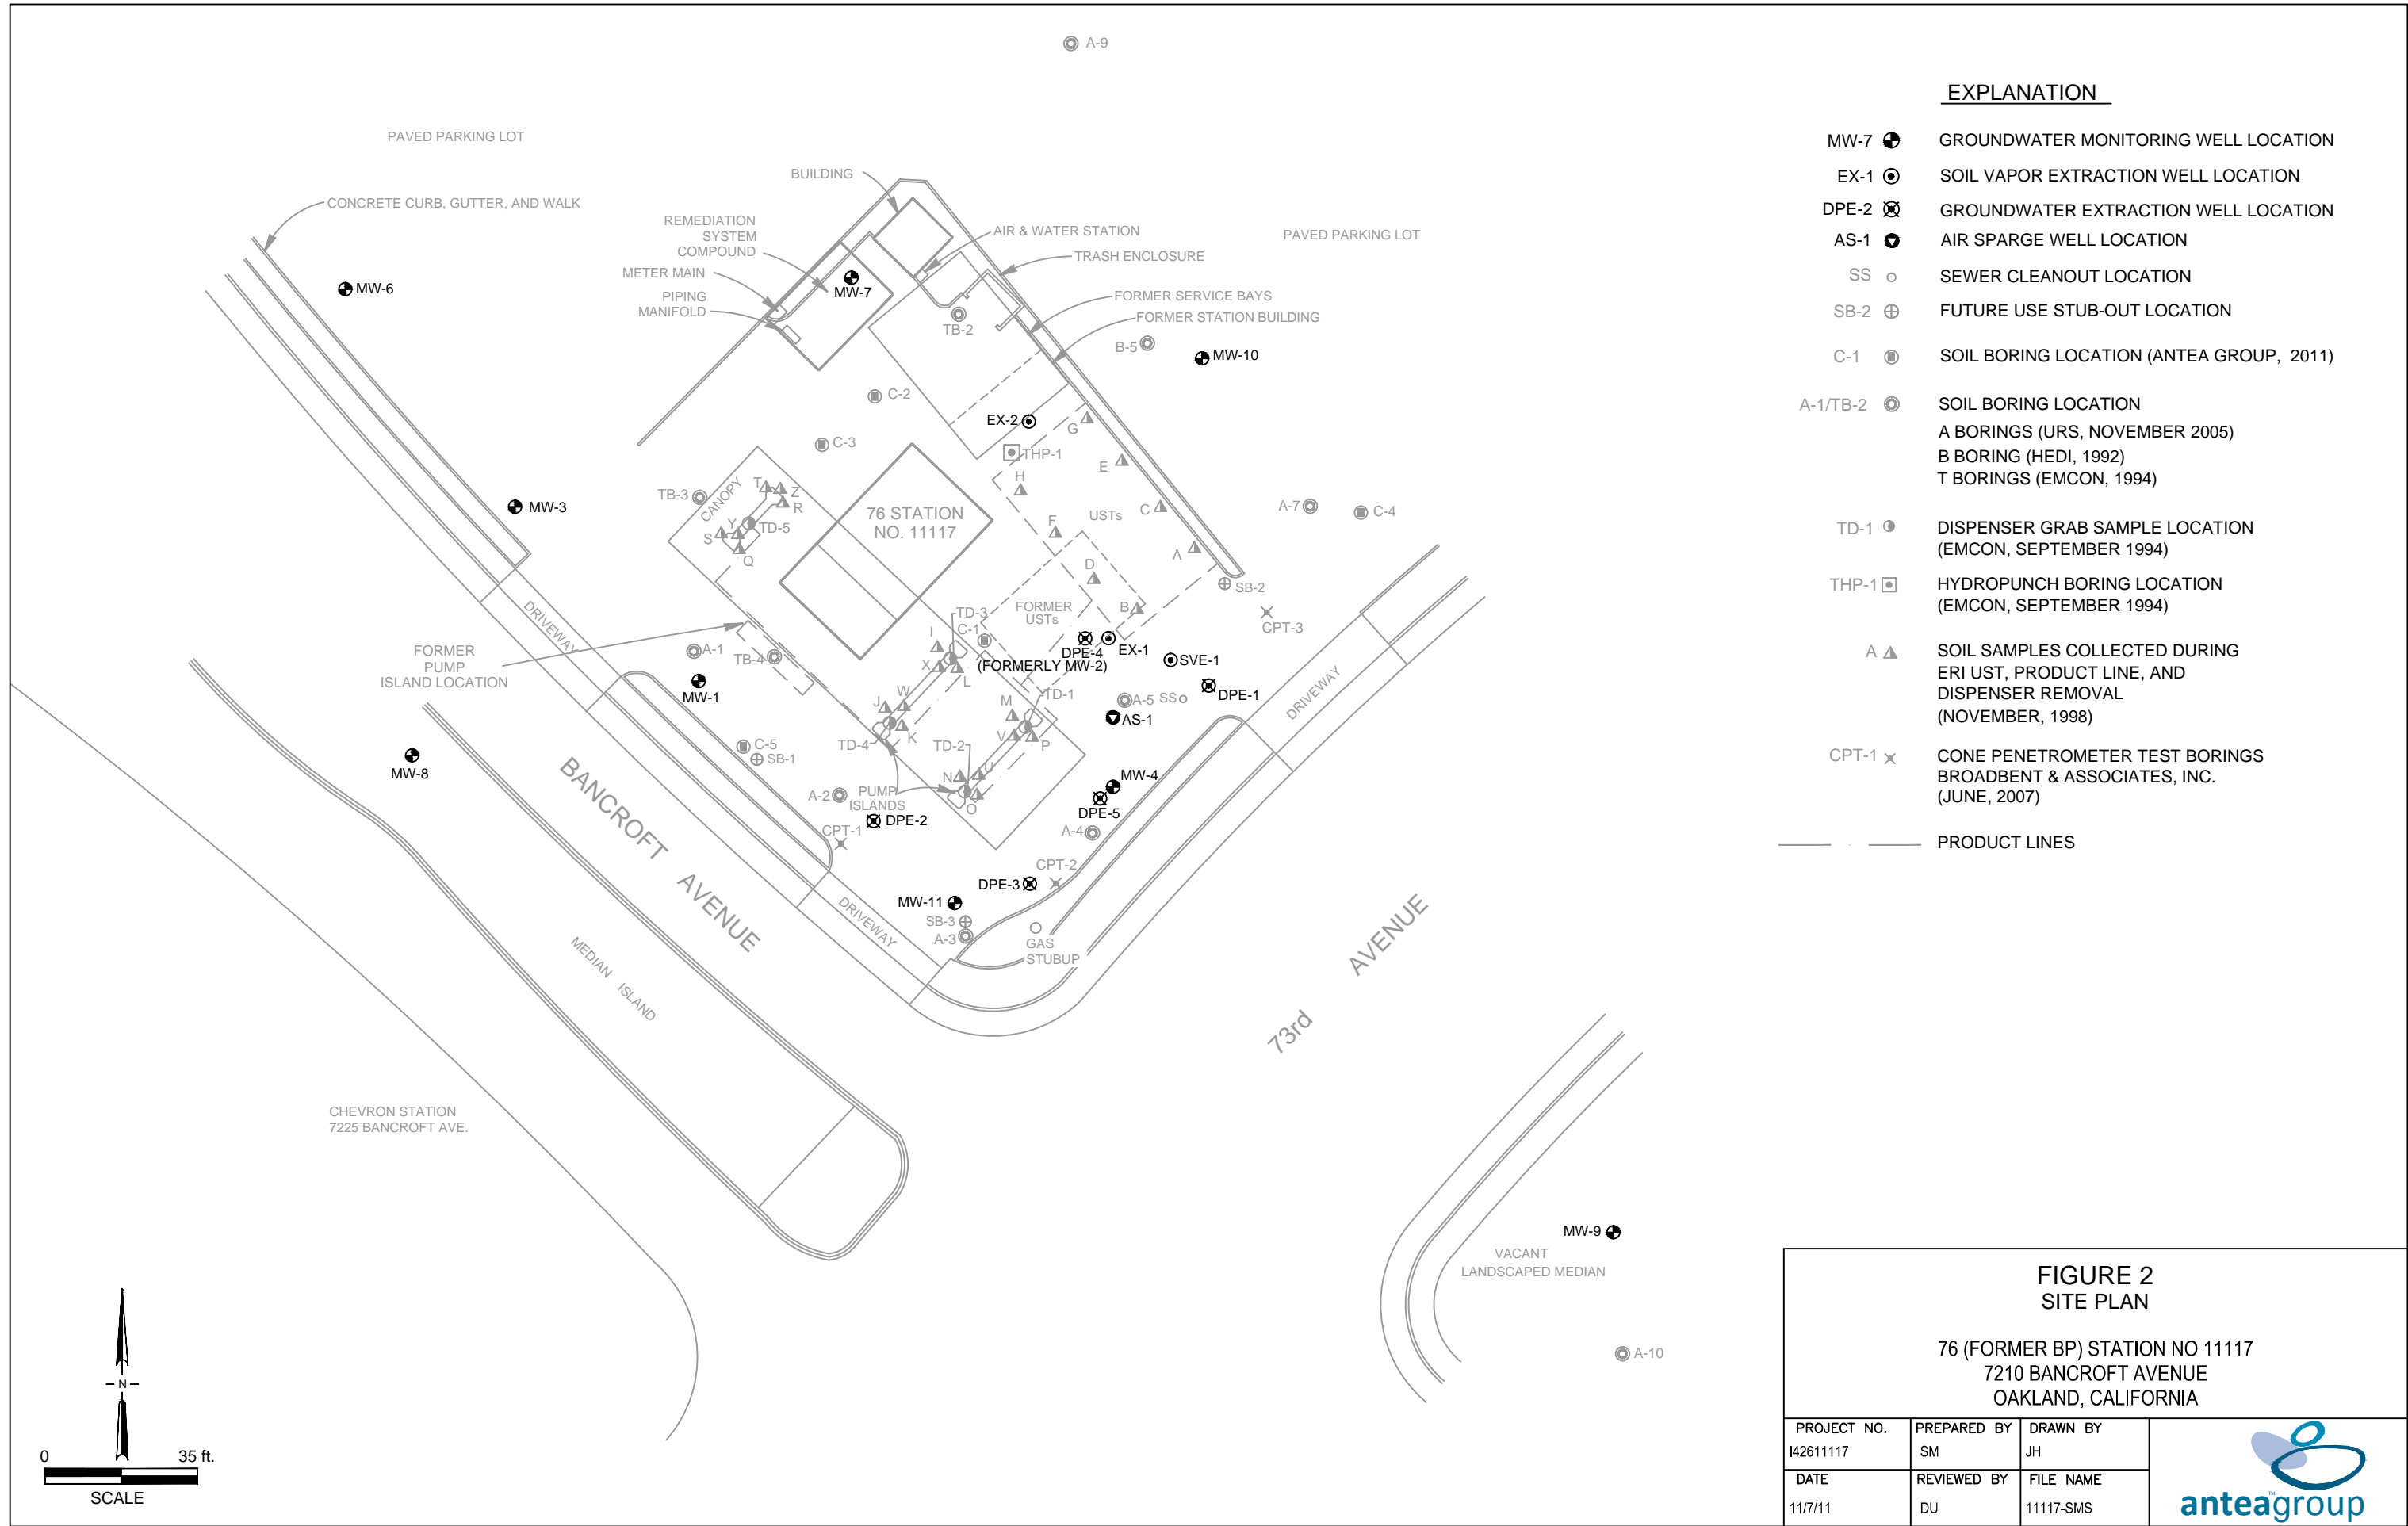 A-9
PAVED PARKING LOT
BUILDING
CONCRETE CURB, GUTTER, AND WALK
REMEDIATION
SYSTEM
COMPOUND
AIR & WATER STATION
PAVED PARKING LOT
TRASH ENCLOSURE
METER MAIN
PIPING
MANIFOLD
MW-6
MW-7
FORMER SERVICE BAYS
FORMER STATION BUILDING
TB-2
B-5
MW-10
C-2
EX-2
G
C-3
THP-1
E
H
TB-3
CANOPY
T
Z
R
MW-3
76 STATION
NO. 11117
USTs
C
A-7
C-4
Y
TD-5
S
Q
F
A
D
SB-2
B
CPT-3
DRIVEWAY
TD-3
C-1
FORMER
USTs
FORMER
PUMP
ISLAND LOCATION
A-1
TB-4
I
X
L
DPE-4
(FORMERLY MW-2)
EX-1
SVE-1
MW-1
J
W
K
TD-1
M
V
P
A-5
SS
DPE-1
DRIVEWAY
AS-1
TD-4
TD-2
C-5
SB-1
MW-8
N
U
O
MW-4
DPE-5
A-2
PUMP
ISLANDS
DPE-2
CPT-1
A-4
BANCROFT AVENUE
CPT-2
DPE-3
MW-11
SB-3
A-3
DRIVEWAY
GAS
STUBUP
MEDIAN ISLAND
73rd AVENUE
CHEVRON STATION
7225 BANCROFT AVE.
MW-9
VACANT
LANDSCAPED MEDIAN
A-10
N
0 35 ft.
SCALE
EXPLANATION
MW-7 GROUNDWATER MONITORING WELL LOCATION
EX-1 SOIL VAPOR EXTRACTION WELL LOCATION
DPE-2 GROUNDWATER EXTRACTION WELL LOCATION
AS-1 AIR SPARGE WELL LOCATION
SS SEWER CLEANOUT LOCATION
SB-2 FUTURE USE STUB-OUT LOCATION
C-1 SOIL BORING LOCATION (ANTEA GROUP, 2011)
A-1/TB-2 SOIL BORING LOCATION
A BORINGS (URS, NOVEMBER 2005)
B BORING (HEDI, 1992)
T BORINGS (EMCON, 1994)
TD-1 DISPENSER GRAB SAMPLE LOCATION
(EMCON, SEPTEMBER 1994)
THP-1 HYDROPUNCH BORING LOCATION
(EMCON, SEPTEMBER 1994)
A SOIL SAMPLES COLLECTED DURING
ERI UST, PRODUCT LINE, AND
DISPENSER REMOVAL
(NOVEMBER, 1998)
CPT-1 CONE PENETROMETER TEST BORINGS
BROADBENT & ASSOCIATES, INC.
(JUNE, 2007)
PRODUCT LINES
FIGURE 2
SITE PLAN
76 (FORMER BP) STATION NO 11117
7210 BANCROFT AVENUE
OAKLAND, CALIFORNIA
PROJECT NO. PREPARED BY DRAWN BY
I42611117 SM JH
DATE REVIEWED BY FILE NAME
11/7/11 DU 11117-SMS
anteagroup™